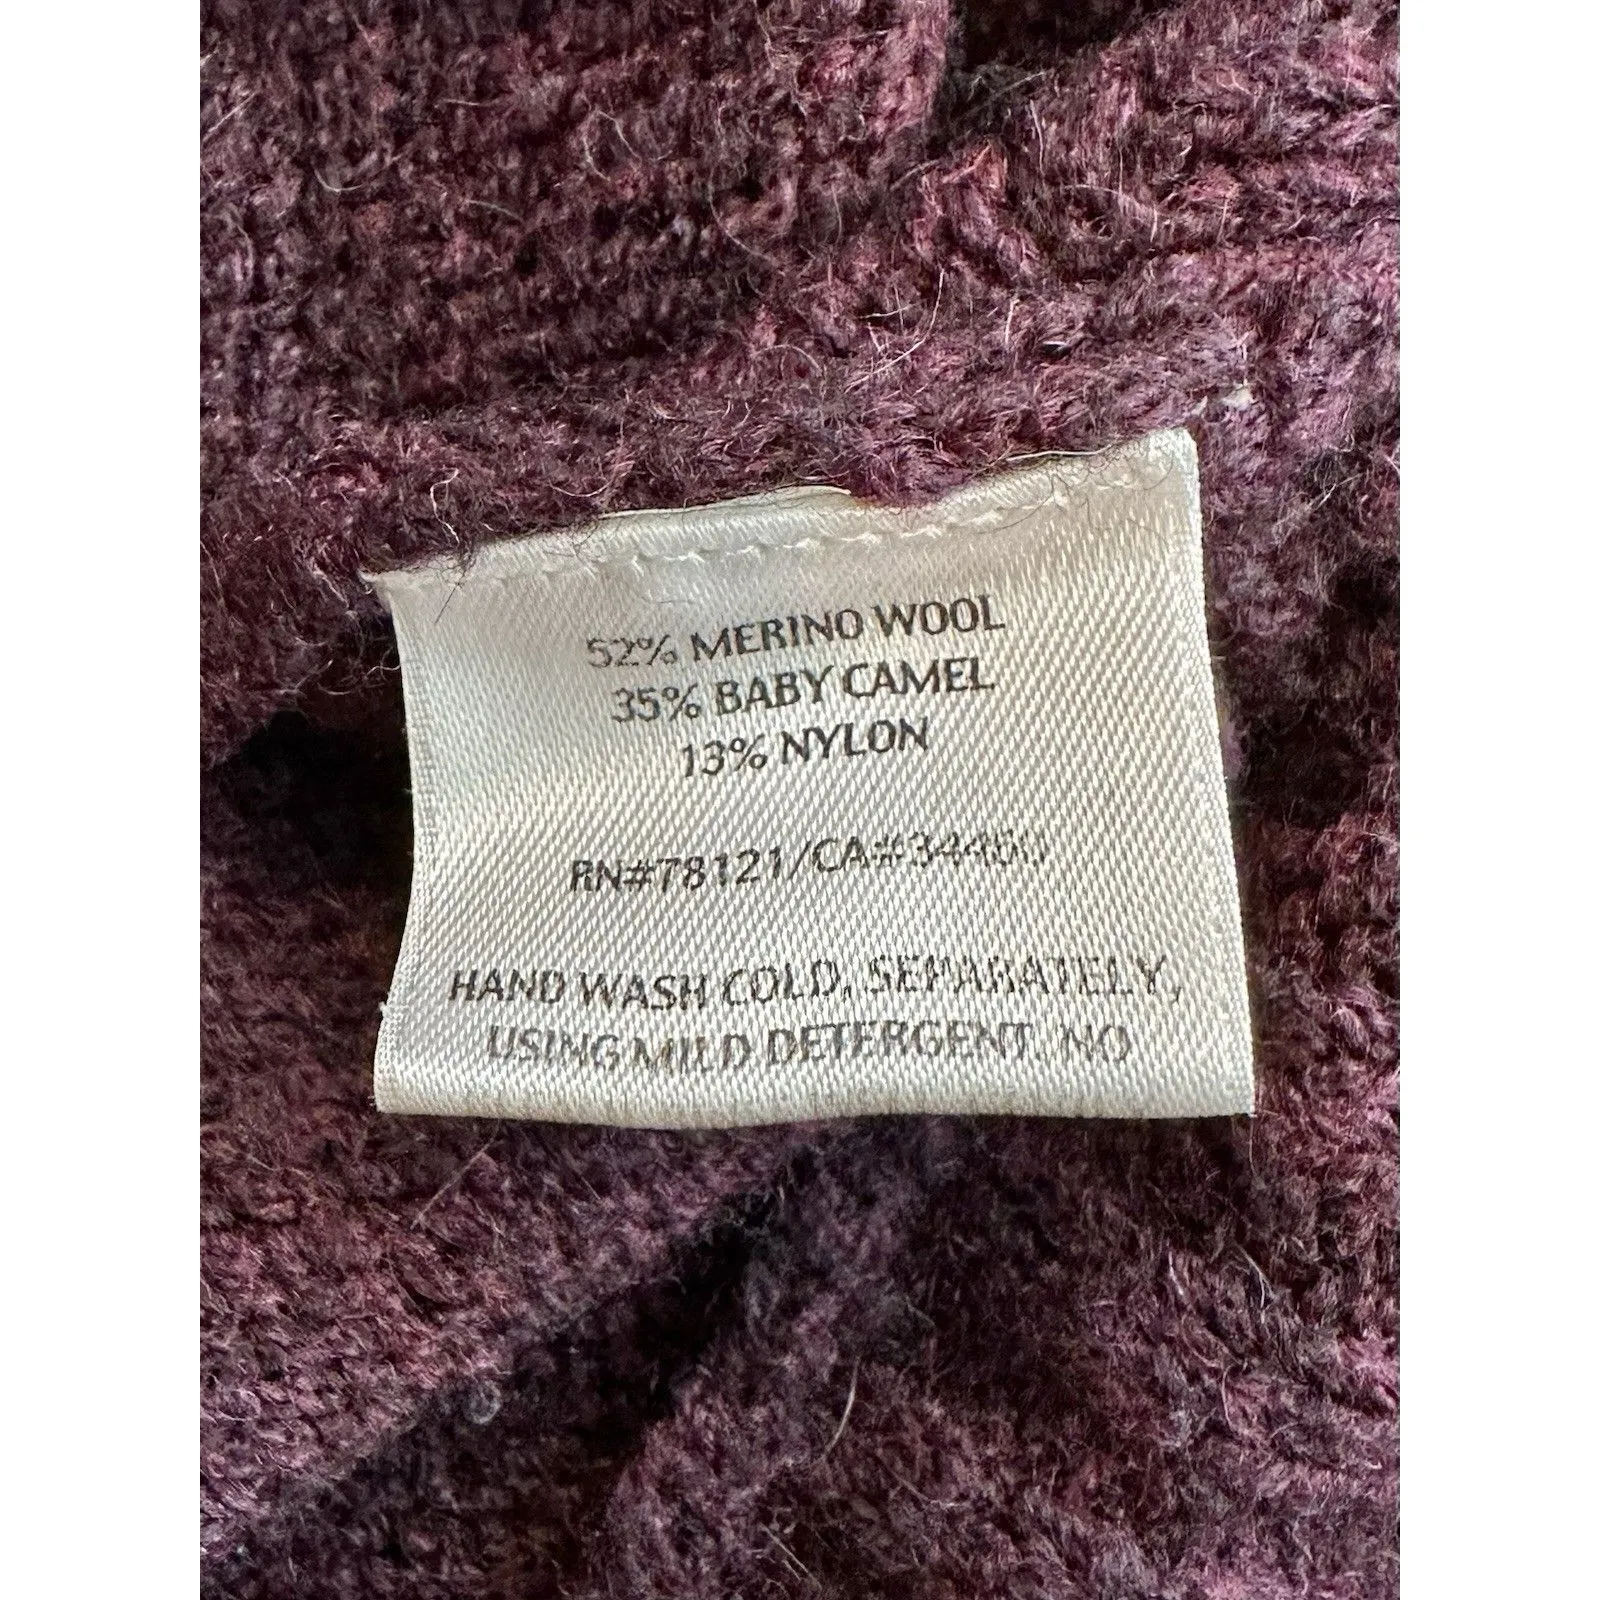 52% MERINO WOOL
35% BABY CAMEL
13% NYLON
RN#78121/
HAND WASH COLD, SEPARATELY,
USING MILD DETERGENT. NO